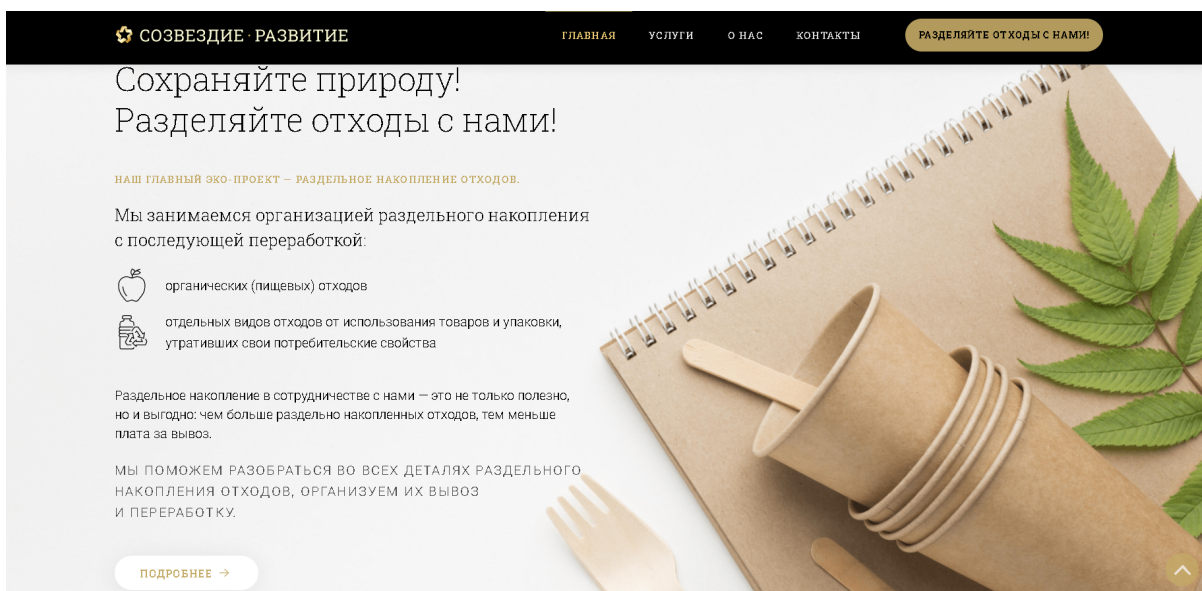 СОЗВЕЗДИЕ · РАЗВИТИЕ
ГЛАВНАЯ
УСЛУГИ
О НАС
КОНТАКТЫ
РАЗДЕЛЯЙТЕ ОТХОДЫ С НАМИ!
Сохраняйте природу!
Разделяйте отходы с нами!
НАШ ГЛАВНЫЙ ЭКО-ПРОЕКТ — РАЗДЕЛЬНОЕ НАКОПЛЕНИЕ ОТХОДОВ.
Мы занимаемся организацией раздельного накопления
с последующей переработкой:
органических (пищевых) отходов
отдельных видов отходов от использования товаров и упаковки,
утративших свои потребительские свойства
Раздельное накопление в сотрудничестве с нами — это не только полезно,
но и выгодно: чем больше раздельно накопленных отходов, тем меньше
плата за вывоз.
МЫ ПОМОЖЕМ РАЗОБРАТЬСЯ ВО ВСЕХ ДЕТАЛЯХ РАЗДЕЛЬНОГО
НАКОПЛЕНИЯ ОТХОДОВ, ОРГАНИЗУЕМ ИХ ВЫВОЗ
И ПЕРЕРАБОТКУ.
ПОДРОБНЕЕ →